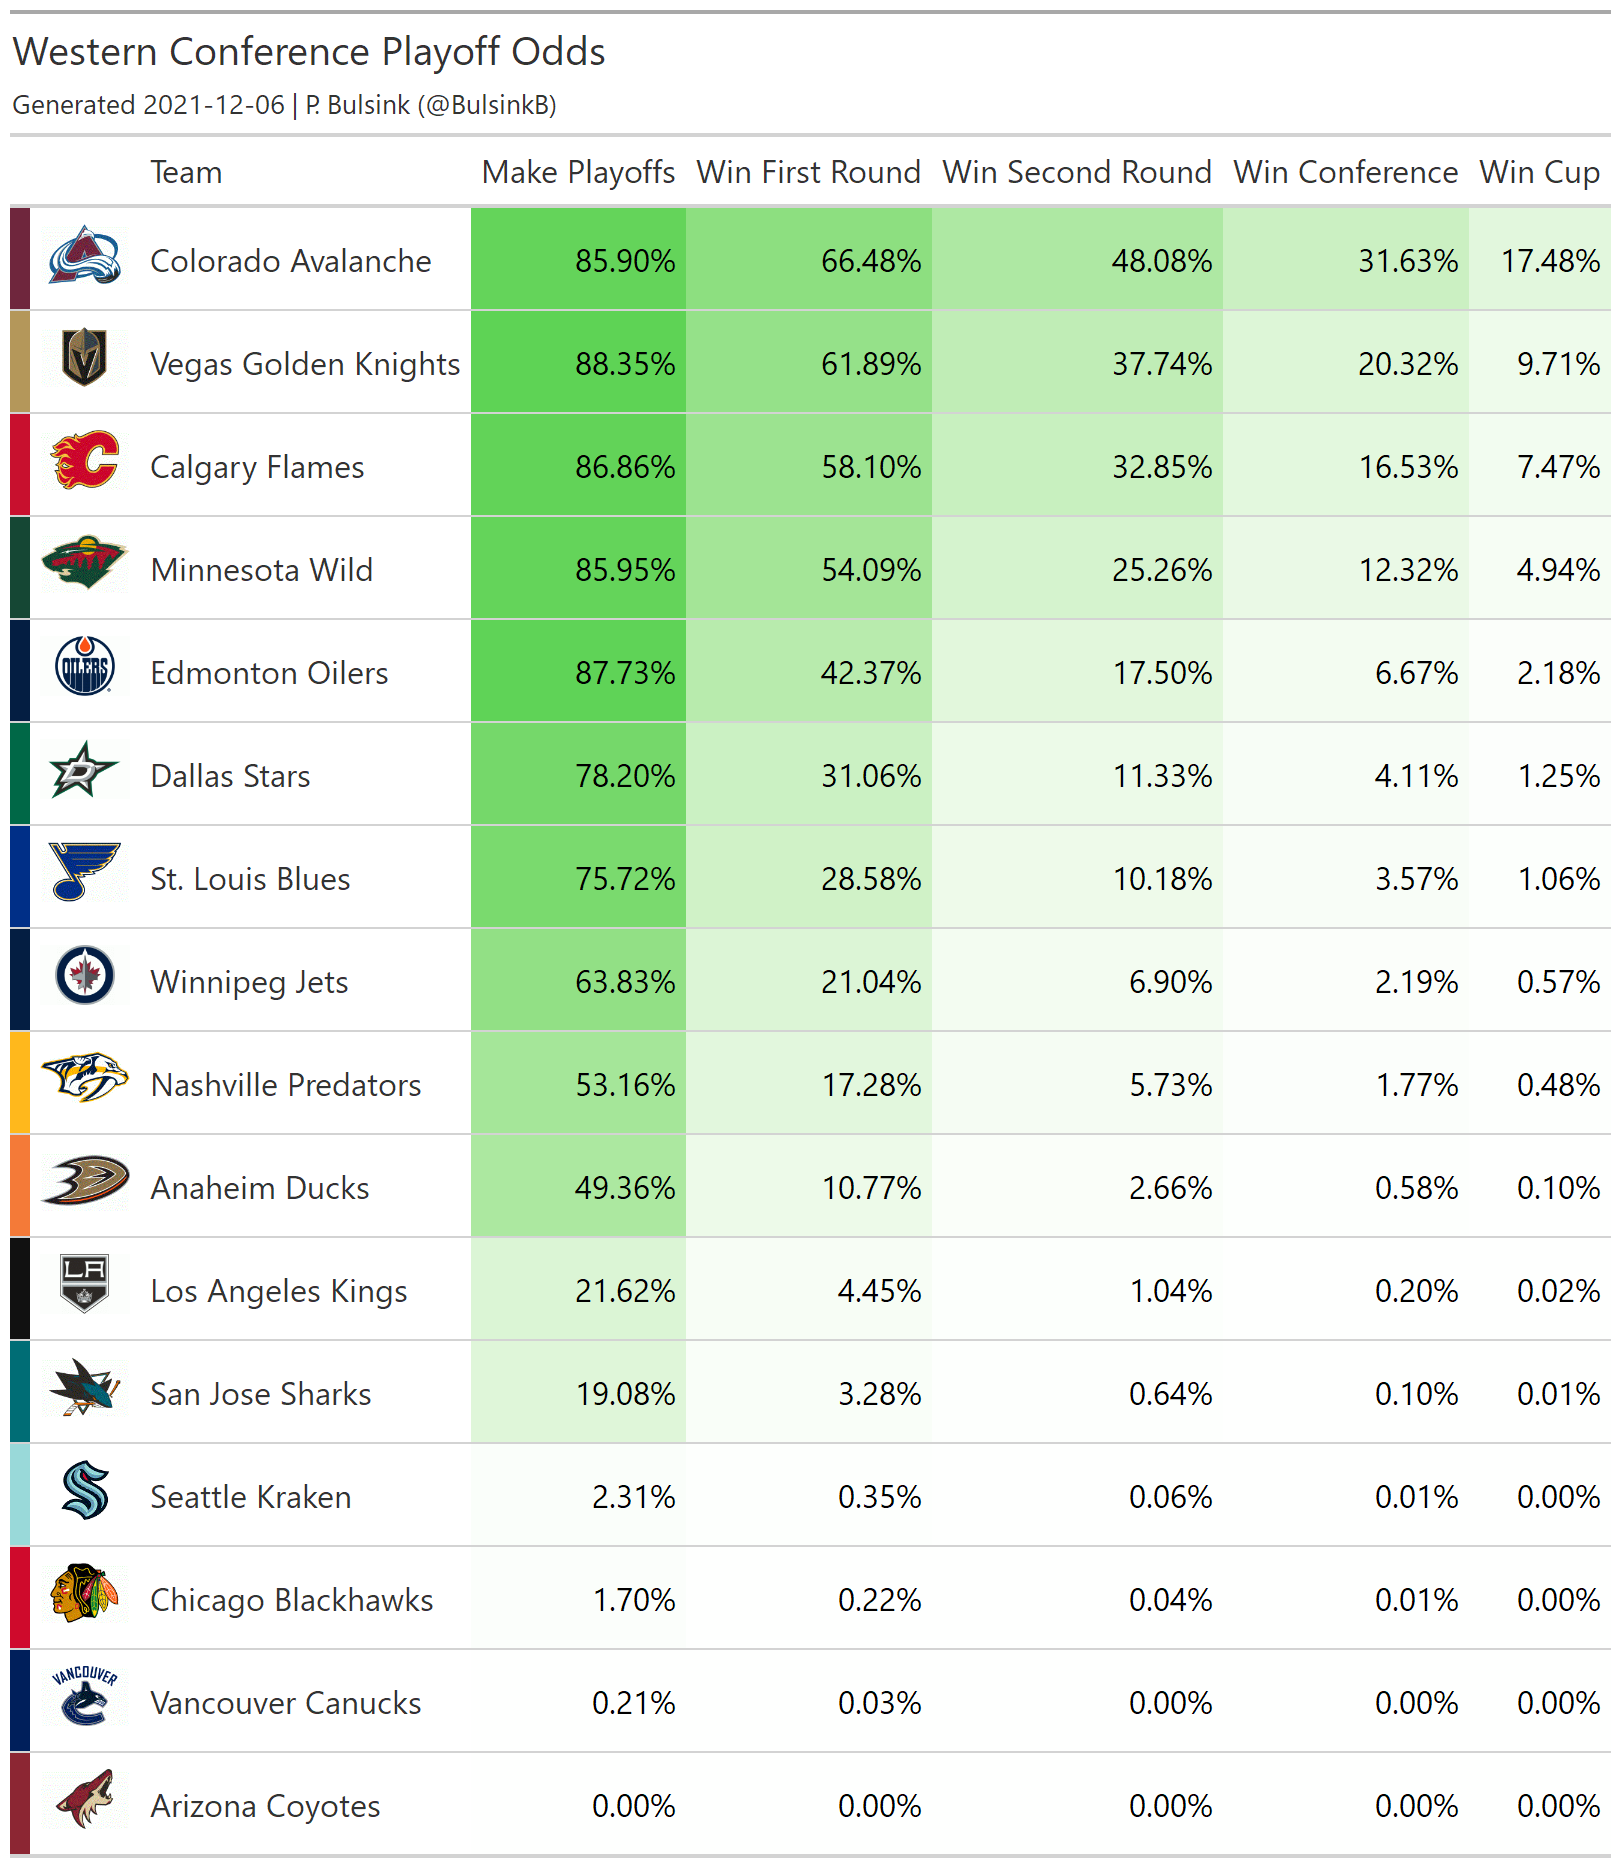 Western Conference Playoff Odds
Generated 2021-12-06 | P. Bulsink (@BulsinkB)
Team Make Playoffs Win First Round Win Second Round Win Conference Win Cup
Colorado Avalanche 85.90% 66.48% 48.08% 31.63% 17.48%
Vegas Golden Knights 88.35% 61.89% 37.74% 20.32% 9.71%
Calgary Flames 86.86% 58.10% 32.85% 16.53% 7.47%
Minnesota Wild 85.95% 54.09% 25.26% 12.32% 4.94%
OILERS
Edmonton Oilers 87.73% 42.37% 17.50% 6.67% 2.18%
Dallas Stars 78.20% 31.06% 11.33% 4.11% 1.25%
St. Louis Blues 75.72% 28.58% 10.18% 3.57% 1.06%
Winnipeg Jets 63.83% 21.04% 6.90% 2.19% 0.57%
Nashville Predators 53.16% 17.28% 5.73% 1.77% 0.48%
Anaheim Ducks 49.36% 10.77% 2.66% 0.58% 0.10%
LA
Los Angeles Kings 21.62% 4.45% 1.04% 0.20% 0.02%
San Jose Sharks 19.08% 3.28% 0.64% 0.10% 0.01%
Seattle Kraken 2.31% 0.35% 0.06% 0.01% 0.00%
Chicago Blackhawks 1.70% 0.22% 0.04% 0.01% 0.00%
VANCOUVER
Vancouver Canucks 0.21% 0.03% 0.00% 0.00% 0.00%
Arizona Coyotes 0.00% 0.00% 0.00% 0.00% 0.00%